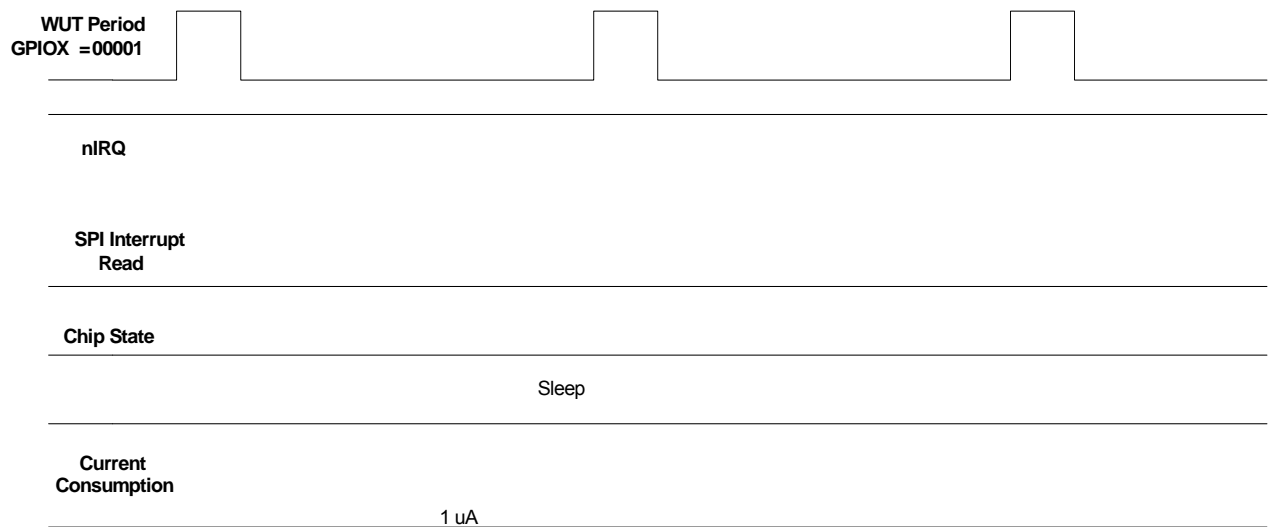 WUT Period
GPIOX =00001
nIRQ
SPI Interrupt
Read
Chip State
Sleep
Current
Consumption
1 uA